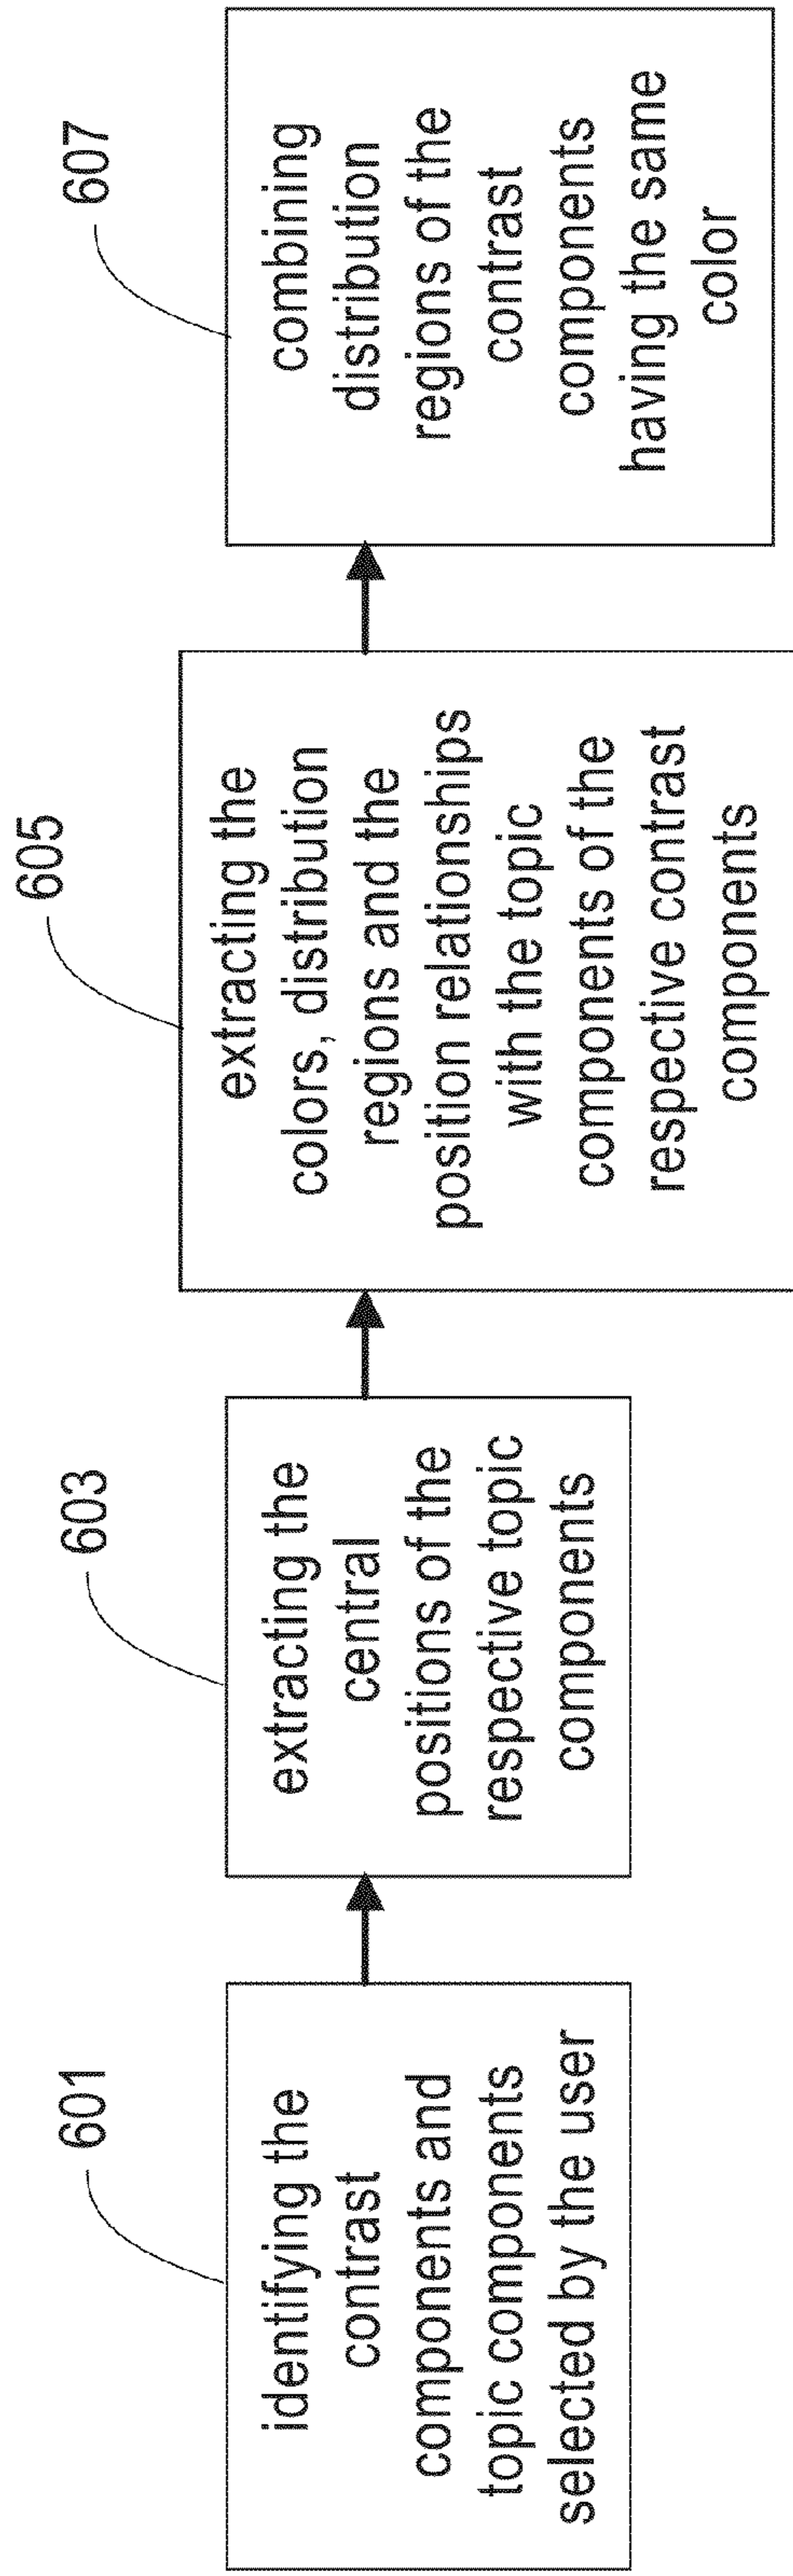 601
identifying the
contrast
components and
topic components
selected by the user
603
extracting the
central
positions of the
respective topic
components
605
extracting the
colors, distribution
regions and the
position relationships
with the topic
components of the
respective contrast
components
607
combining
distribution
regions of the
contrast
components
having the same
color